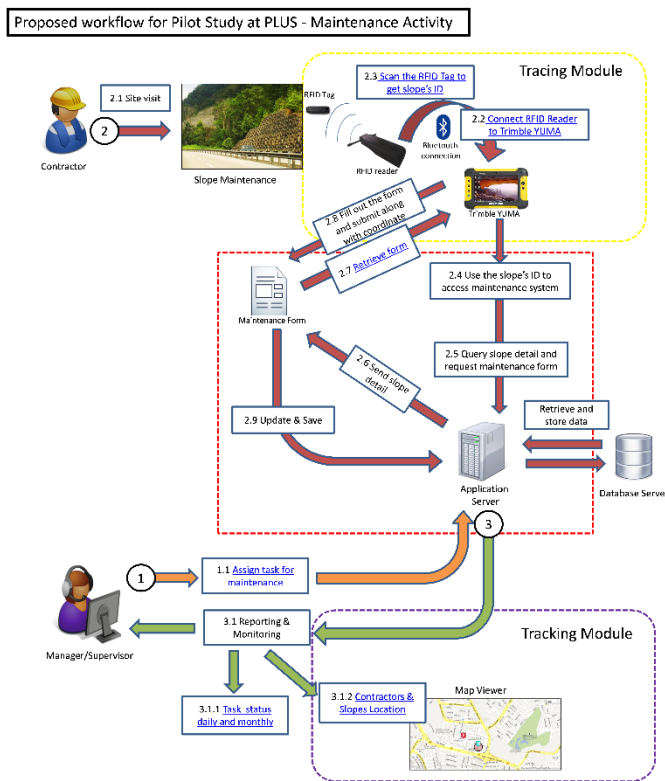 Proposed workflow for Pilot Study at PLUS - Maintenance Activity
Tracing Module
2.3 Scan the RFID Tag to
get slope's ID
RFID Tag
2.1 Site visit
2.2 Connect RFID Reader
to Trimble YUMA
2
Bluetooth
connection
Contractor
RFID reader
Slope Maintenance
Trimble YUMA
2.8 Fill out the form
and submit along
with coordinate
2.7 Retrieve form
2.4 Use the slope's ID to
access maintenance system
Maintenance Form
2.5 Query slope detail and
request maintenance form
2.6 Send slope
detail
2.9 Update & Save
Retrieve and
store data
Application
Server
Database Serve
3
1
1.1 Assign task for
maintenance
3.1 Reporting &
Monitoring
Manager/Supervisor
Tracking Module
3.1.1 Task status
daily and monthly
3.1.2 Contractors &
Slopes Location
Map Viewer